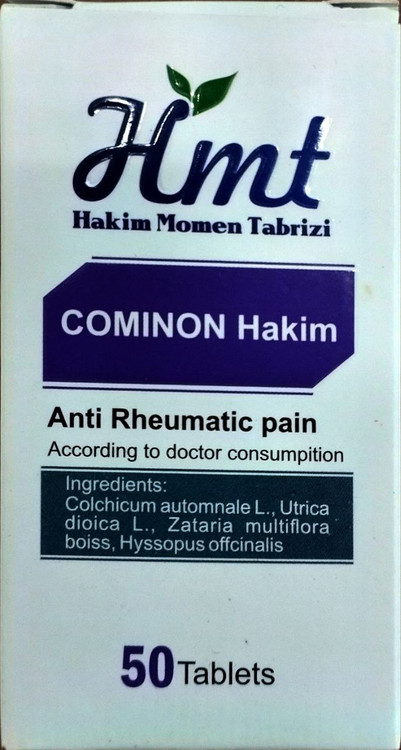 Hmt
Hakim Momen Tabrizi
COMINON Hakim
Anti Rheumatic pain
According to doctor consumpition
Ingredients:
Colchicum automnale L., Utrica
dioica L., Zataria multiflora
boiss, Hyssopus offcinalis
50 Tablets